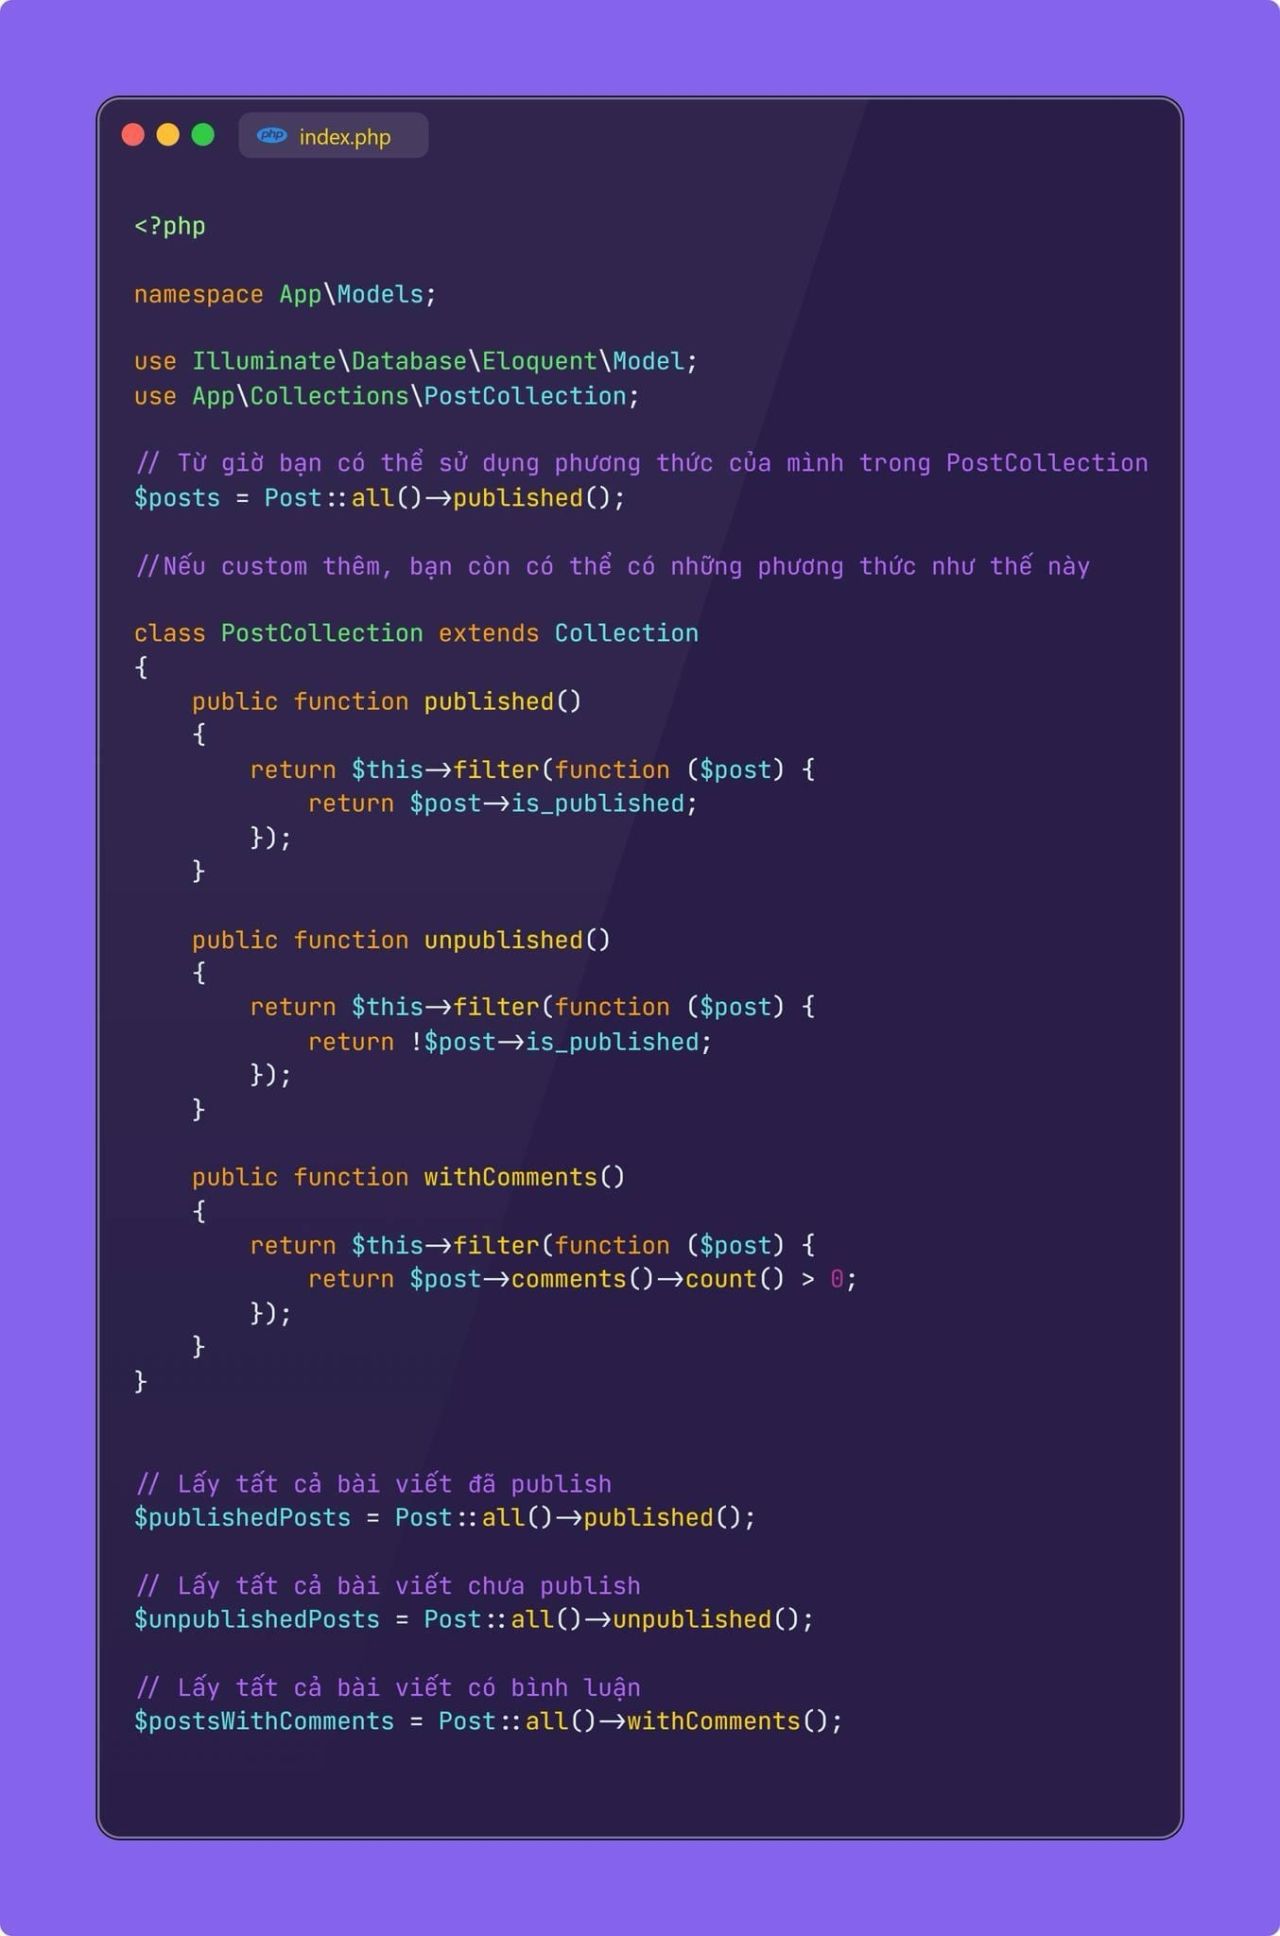 php index.php
<?php
namespace App\Models;
use Illuminate\Database\Eloquent\Model;
use App\Collections\PostCollection;
// Từ giờ bạn có thể sử dụng phương thức của mình trong PostCollection
$posts = Post::all()->published();
//Nếu custom thêm, bạn còn có thể có những phương thức như thế này
class PostCollection extends Collection
{
    public function published()
    {
        return $this->filter(function ($post) {
            return $post->is_published;
        });
    }
    public function unpublished()
    {
        return $this->filter(function ($post) {
            return !$post->is_published;
        });
    }
    public function withComments()
    {
        return $this->filter(function ($post) {
            return $post->comments()->count() > 0;
        });
    }
}
// Lấy tất cả bài viết đã publish
$publishedPosts = Post::all()->published();
// Lấy tất cả bài viết chưa publish
$unpublishedPosts = Post::all()->unpublished();
// Lấy tất cả bài viết có bình luận
$postsWithComments = Post::all()->withComments();